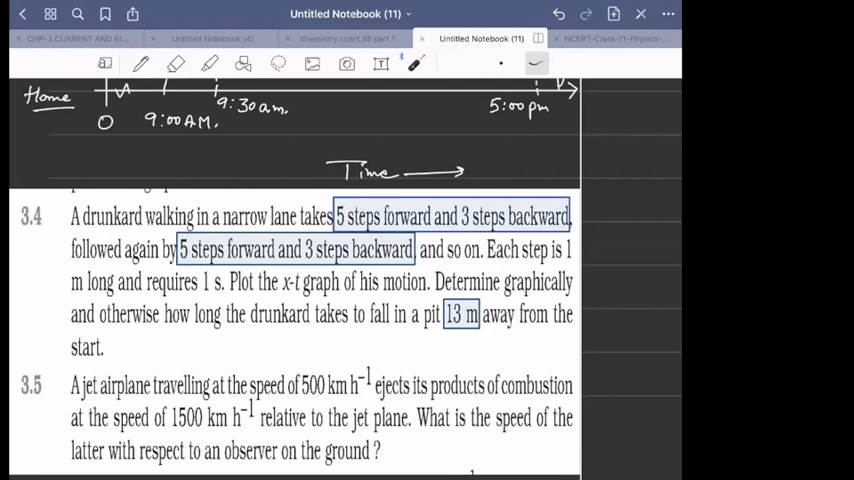 Untitled Notebook (11)
CHP-2 CURRENT AND EL...
Untitled Notebook (4)
chemistry ncert XII part 1
Untitled Notebook (11)
NCERT-Class-11-Physics-
Home
0
9:00 AM.
9:30 am.
5:00 pm
Time
3.4 A drunkard walking in a narrow lane takes 5 steps forward and 3 steps backward,
followed again by 5 steps forward and 3 steps backward, and so on. Each step is 1
m long and requires 1 s. Plot the x-t graph of his motion. Determine graphically
and otherwise how long the drunkard takes to fall in a pit 13 m away from the
start.
3.5 A jet airplane travelling at the speed of 500 km h⁻¹ ejects its products of combustion
at the speed of 1500 km h⁻¹ relative to the jet plane. What is the speed of the
latter with respect to an observer on the ground ?